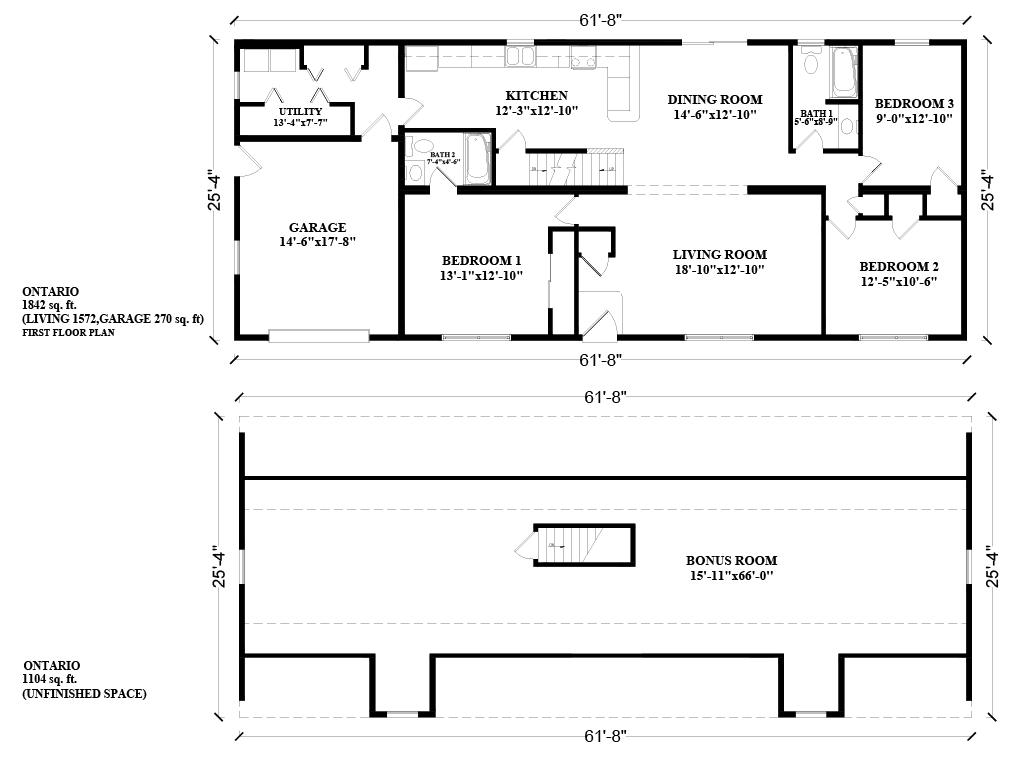 61'-8"
25'-4"
25'-4"
KITCHEN
12'-3"x12'-10"
DINING ROOM
14'-6"x12'-10"
BEDROOM 3
9'-0"x12'-10"
UTILITY
13'-4"x7'-7"
BATH 1
5'-6"x8'-9"
BATH 2
7'-4"x4'-6"
GARAGE
14'-6"x17'-8"
BEDROOM 1
13'-1"x12'-10"
LIVING ROOM
18'-10"x12'-10"
BEDROOM 2
12'-5"x10'-6"
ONTARIO
1842 sq. ft.
(LIVING 1572,GARAGE 270 sq. ft)
FIRST FLOOR PLAN
61'-8"
61'-8"
25'-4"
25'-4"
BONUS ROOM
15'-11"x66'-0"
ONTARIO
1104 sq. ft.
(UNFINISHED SPACE)
61'-8"